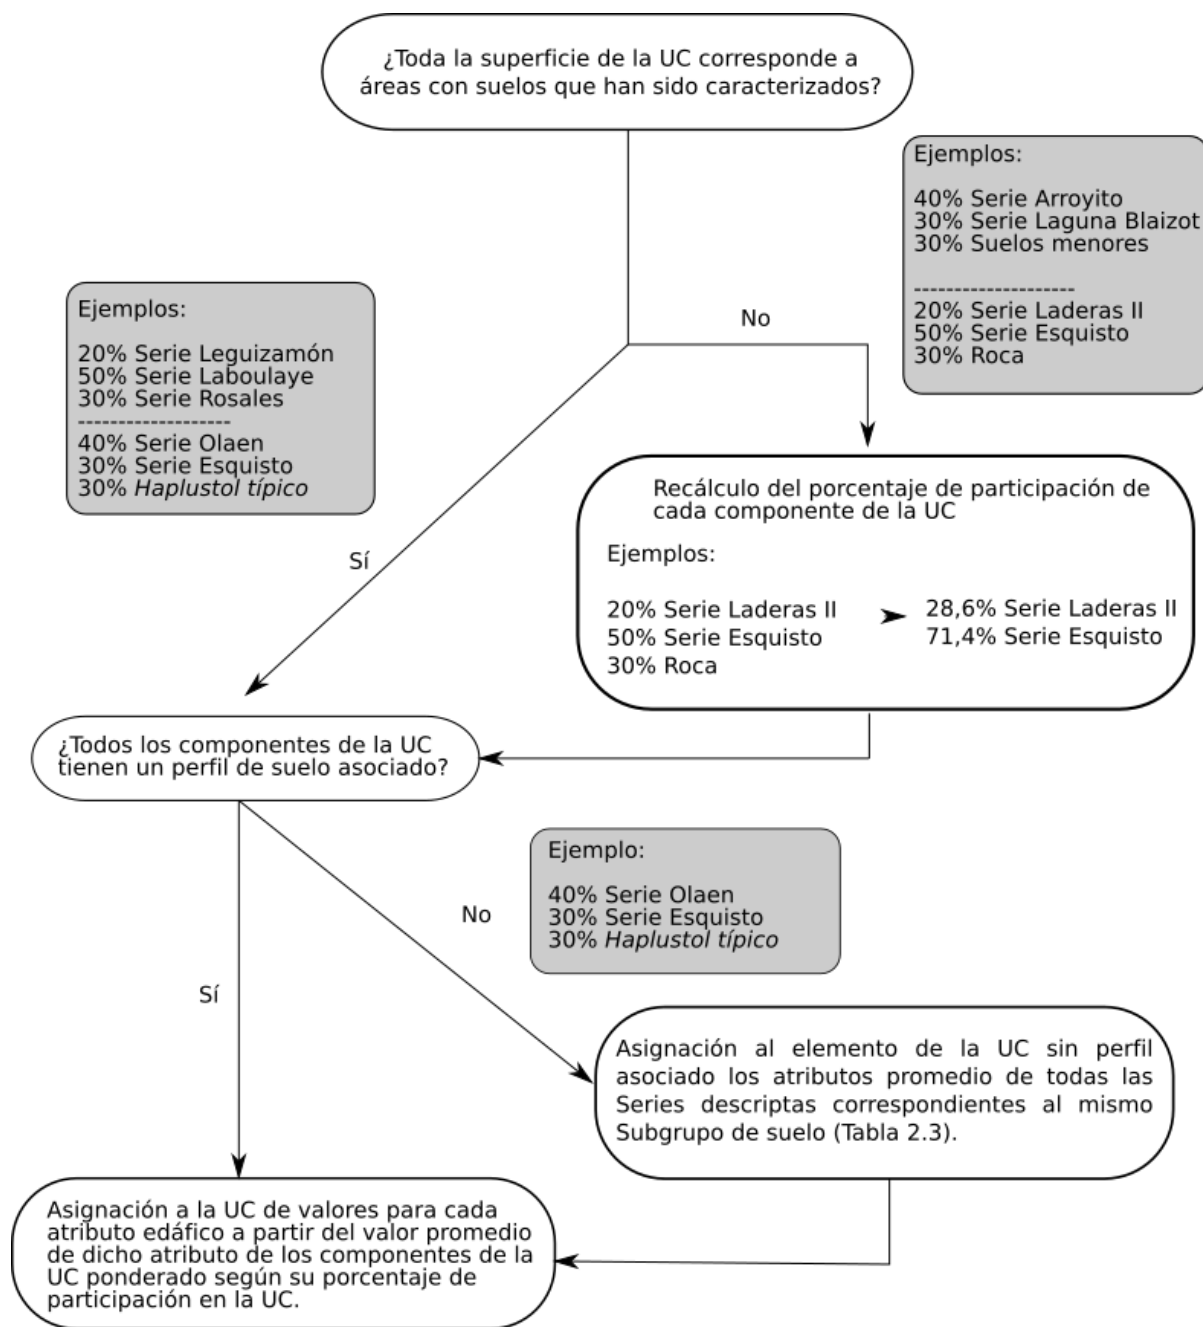 ¿Toda la superficie de la UC corresponde a
áreas con suelos que han sido caracterizados?
Ejemplos:
40% Serie Arroyito
30% Serie Laguna Blaizot
30% Suelos menores
--------------------
20% Serie Laderas II
50% Serie Esquisto
30% Roca
Ejemplos:
20% Serie Leguizamón
50% Serie Laboulaye
30% Serie Rosales
-------------------
40% Serie Olaen
30% Serie Esquisto
30% Haplustol típico
No
Sí
Recálculo del porcentaje de participación de
cada componente de la UC
Ejemplos:
20% Serie Laderas II
50% Serie Esquisto
30% Roca
28,6% Serie Laderas II
71,4% Serie Esquisto
¿Todos los componentes de la UC
tienen un perfil de suelo asociado?
Ejemplo:
40% Serie Olaen
30% Serie Esquisto
30% Haplustol típico
No
Sí
Asignación al elemento de la UC sin perfil
asociado los atributos promedio de todas las
Series descriptas correspondientes al mismo
Subgrupo de suelo (Tabla 2.3).
Asignación a la UC de valores para cada
atributo edáfico a partir del valor promedio
de dicho atributo de los componentes de la
UC ponderado según su porcentaje de
participación en la UC.